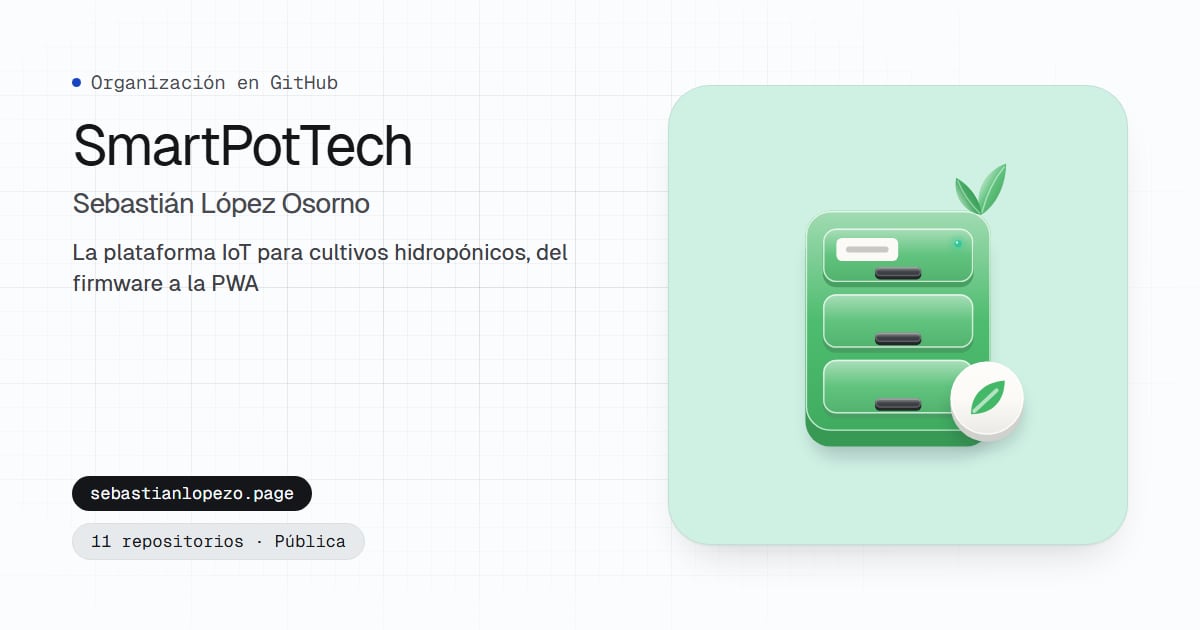 Organización en GitHub
SmartPotTech
Sebastián López Osorno
La plataforma IoT para cultivos hidropónicos, del
firmware a la PWA
sebastianlopezo.page
11 repositorios · Pública